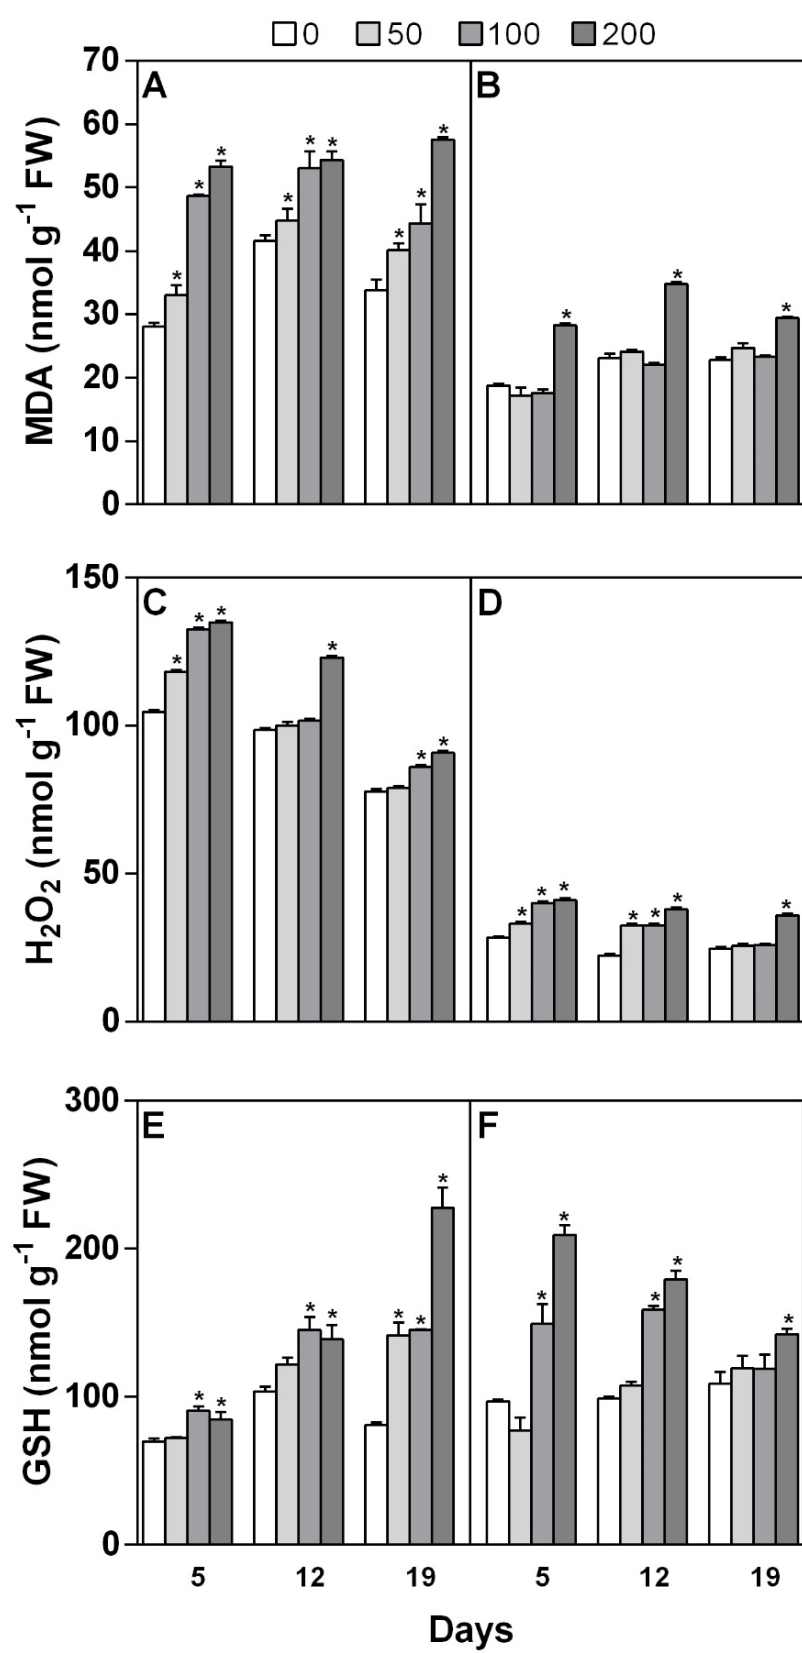 0 50 100 200
A B
MDA (nmol g-1 FW)
70
60
50
40
30
20
10
0
* * * * * * * * * * * *
C D
H2O2 (nmol g-1 FW)
150
100
50
0
* * * * * * * * * * * * *
E F
GSH (nmol g-1 FW)
300
200
100
0
* * * * * * * * * * * *
5 12 19 5 12 19
Days